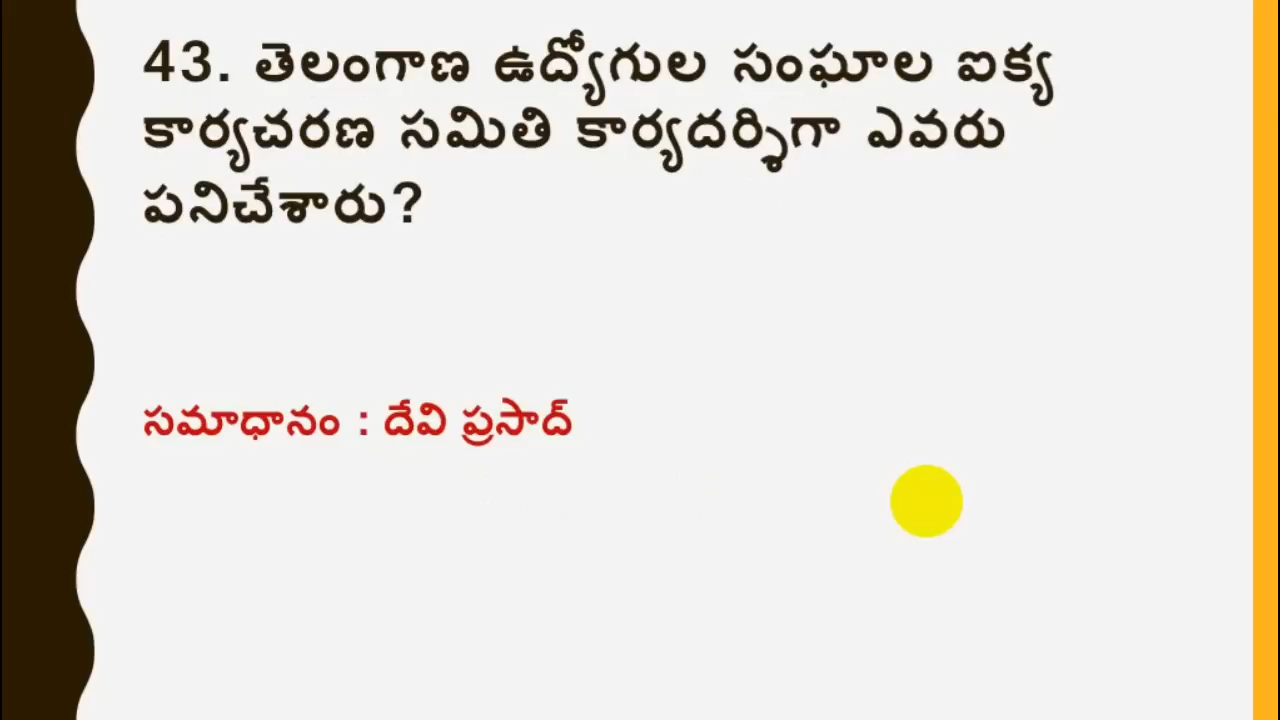 43. తెలంగాణ ఉద్యోగుల సంఘాల ఐక్య
కార్యచరణ సమితి కార్యదర్శిగా ఎవరు
పనిచేశారు?
సమాధానం : దేవి ప్రసాద్